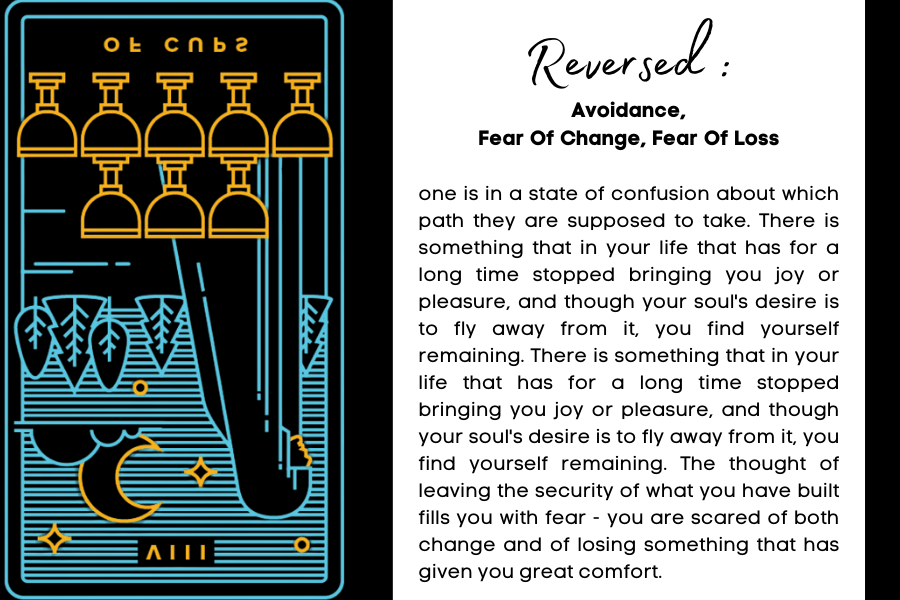 OF CUPS
VIII
Reversed :
Avoidance,
Fear Of Change, Fear Of Loss
one is in a state of confusion about which
path they are supposed to take. There is
something that in your life that has for a
long time stopped bringing you joy or
pleasure, and though your soul's desire is
to fly away from it, you find yourself
remaining. There is something that in your
life that has for a long time stopped
bringing you joy or pleasure, and though
your soul's desire is to fly away from it, you
find yourself remaining. The thought of
leaving the security of what you have built
fills you with fear - you are scared of both
change and of losing something that has
given you great comfort.